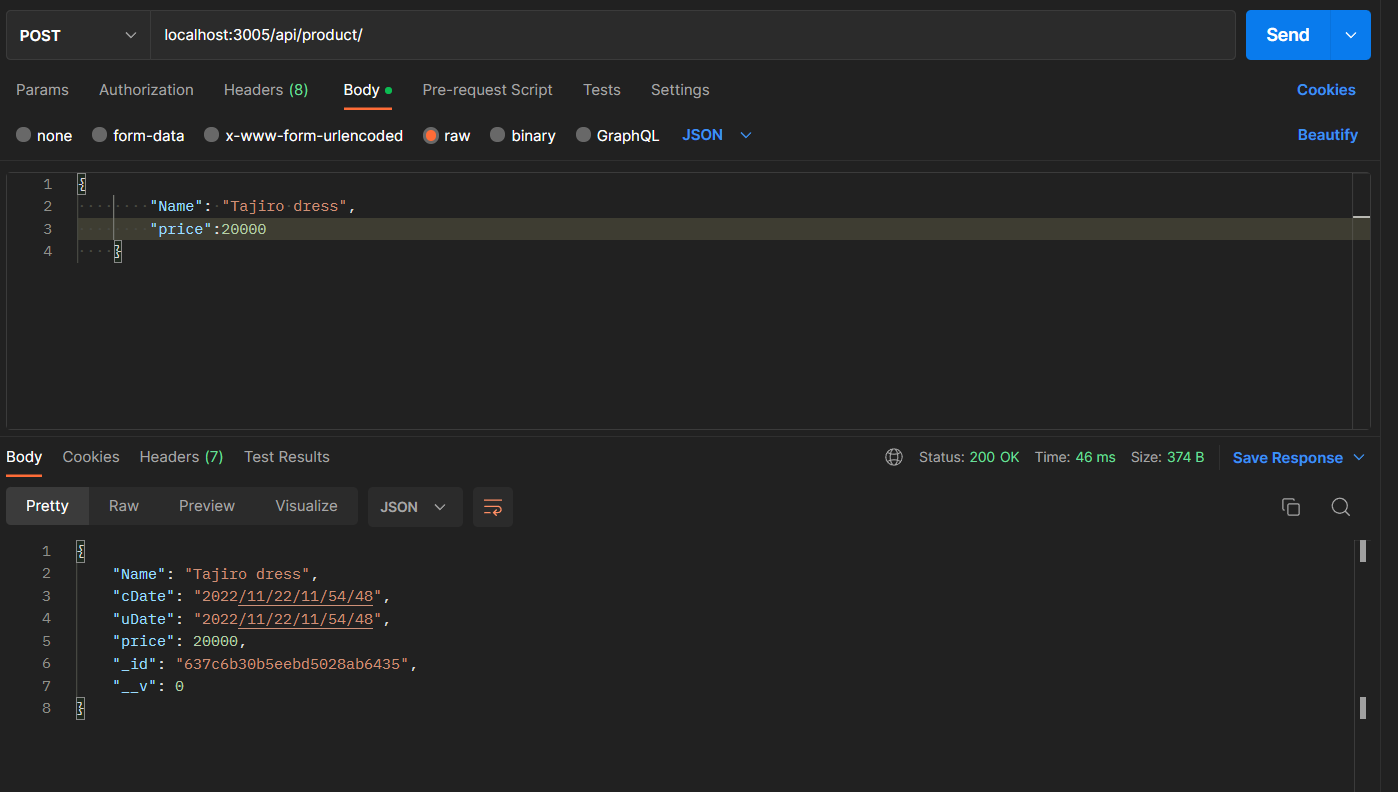 POST localhost:3005/api/product/ Send
Params Authorization Headers (8) Body Pre-request Script Tests Settings Cookies
none form-data x-www-form-urlencoded raw binary GraphQL JSON Beautify
1 {
2 "Name": "Tajiro dress",
3 "price":20000
4 }
Body Cookies Headers (7) Test Results Status: 200 OK Time: 46 ms Size: 374 B Save Response
Pretty Raw Preview Visualize JSON
1 {
2 "Name": "Tajiro dress",
3 "cDate": "2022/11/22/11/54/48",
4 "uDate": "2022/11/22/11/54/48",
5 "price": 20000,
6 "_id": "637c6b30b5eebd5028ab6435",
7 "__v": 0
8 }